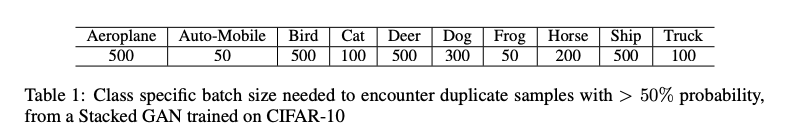 Aeroplane Auto-Mobile Bird Cat Deer Dog Frog Horse Ship Truck
500 50 500 100 500 300 50 200 500 100
Table 1: Class specific batch size needed to encounter duplicate samples with > 50% probability,
from a Stacked GAN trained on CIFAR-10